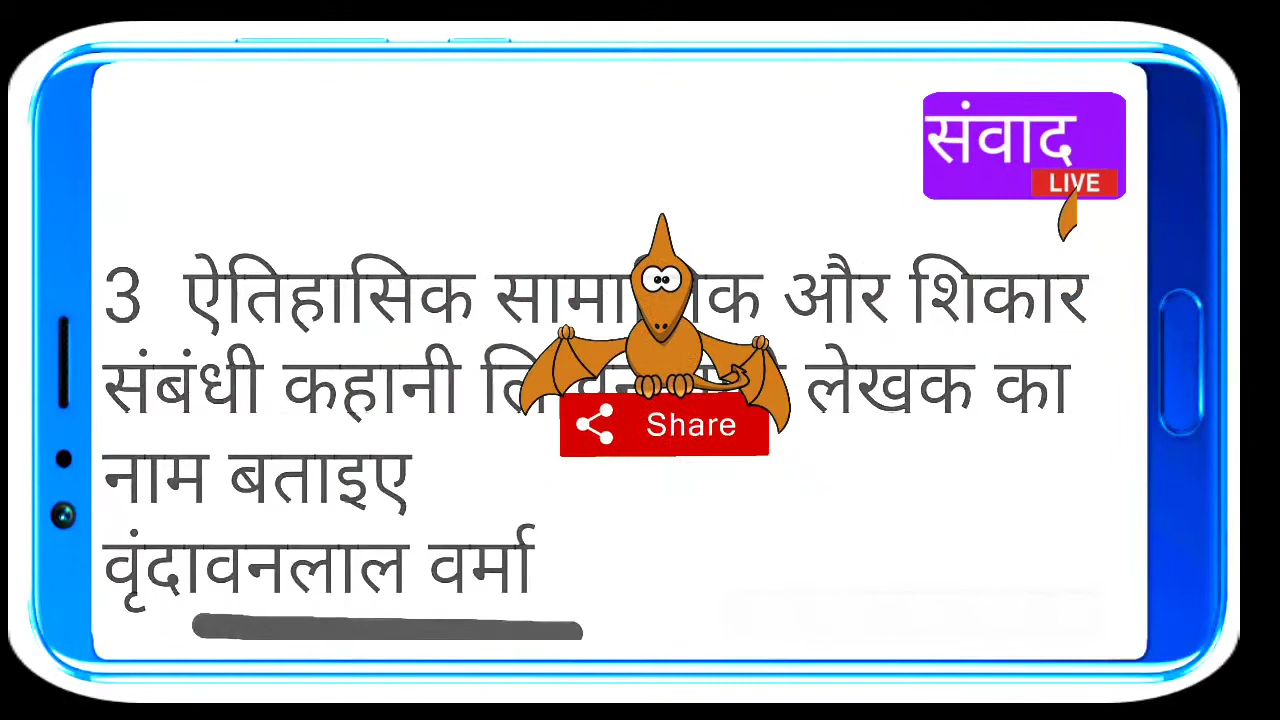 संवाद
LIVE
3 ऐतिहासिक और शिकार
संबंधी कहानी लेखक का
Share
नाम बताइए
वृंदावनलाल वर्मा